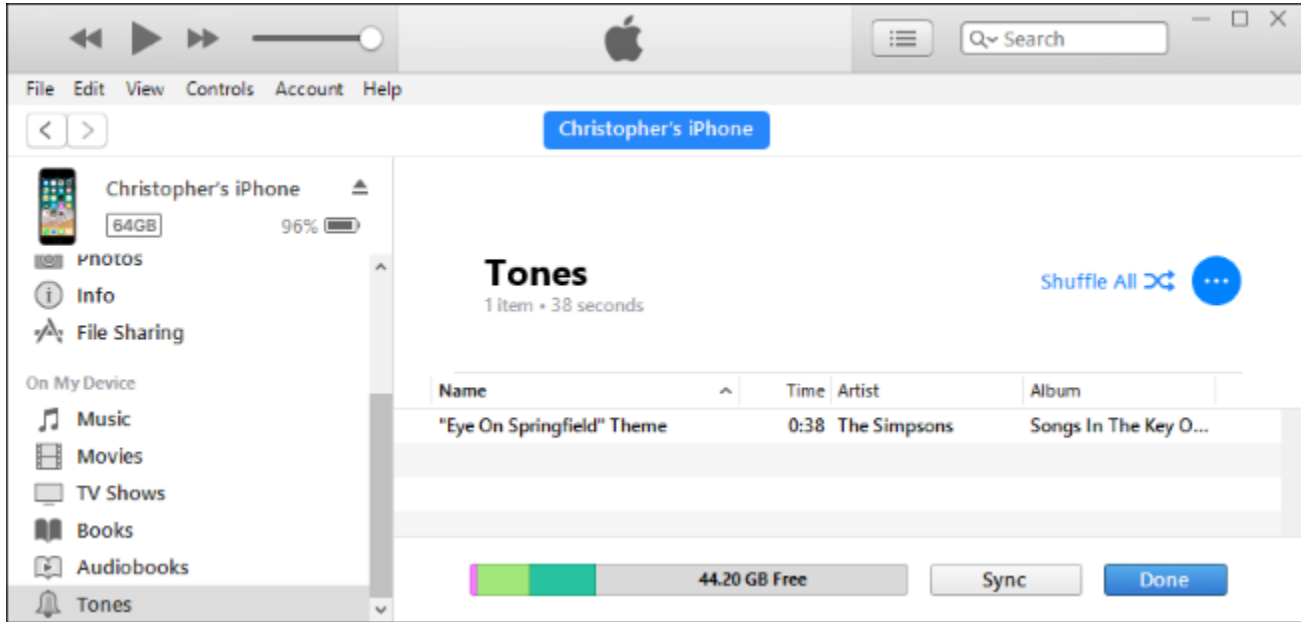 Search
File Edit View Controls Account Help
Christopher's iPhone
Christopher's iPhone
64GB 96%
Photos
Info
File Sharing
On My Device
Music
Movies
TV Shows
Books
Audiobooks
Tones
Tones
1 item • 38 seconds
Shuffle All
Name Time Artist Album
"Eye On Springfield" Theme 0:38 The Simpsons Songs In The Key O...
44.20 GB Free Sync Done